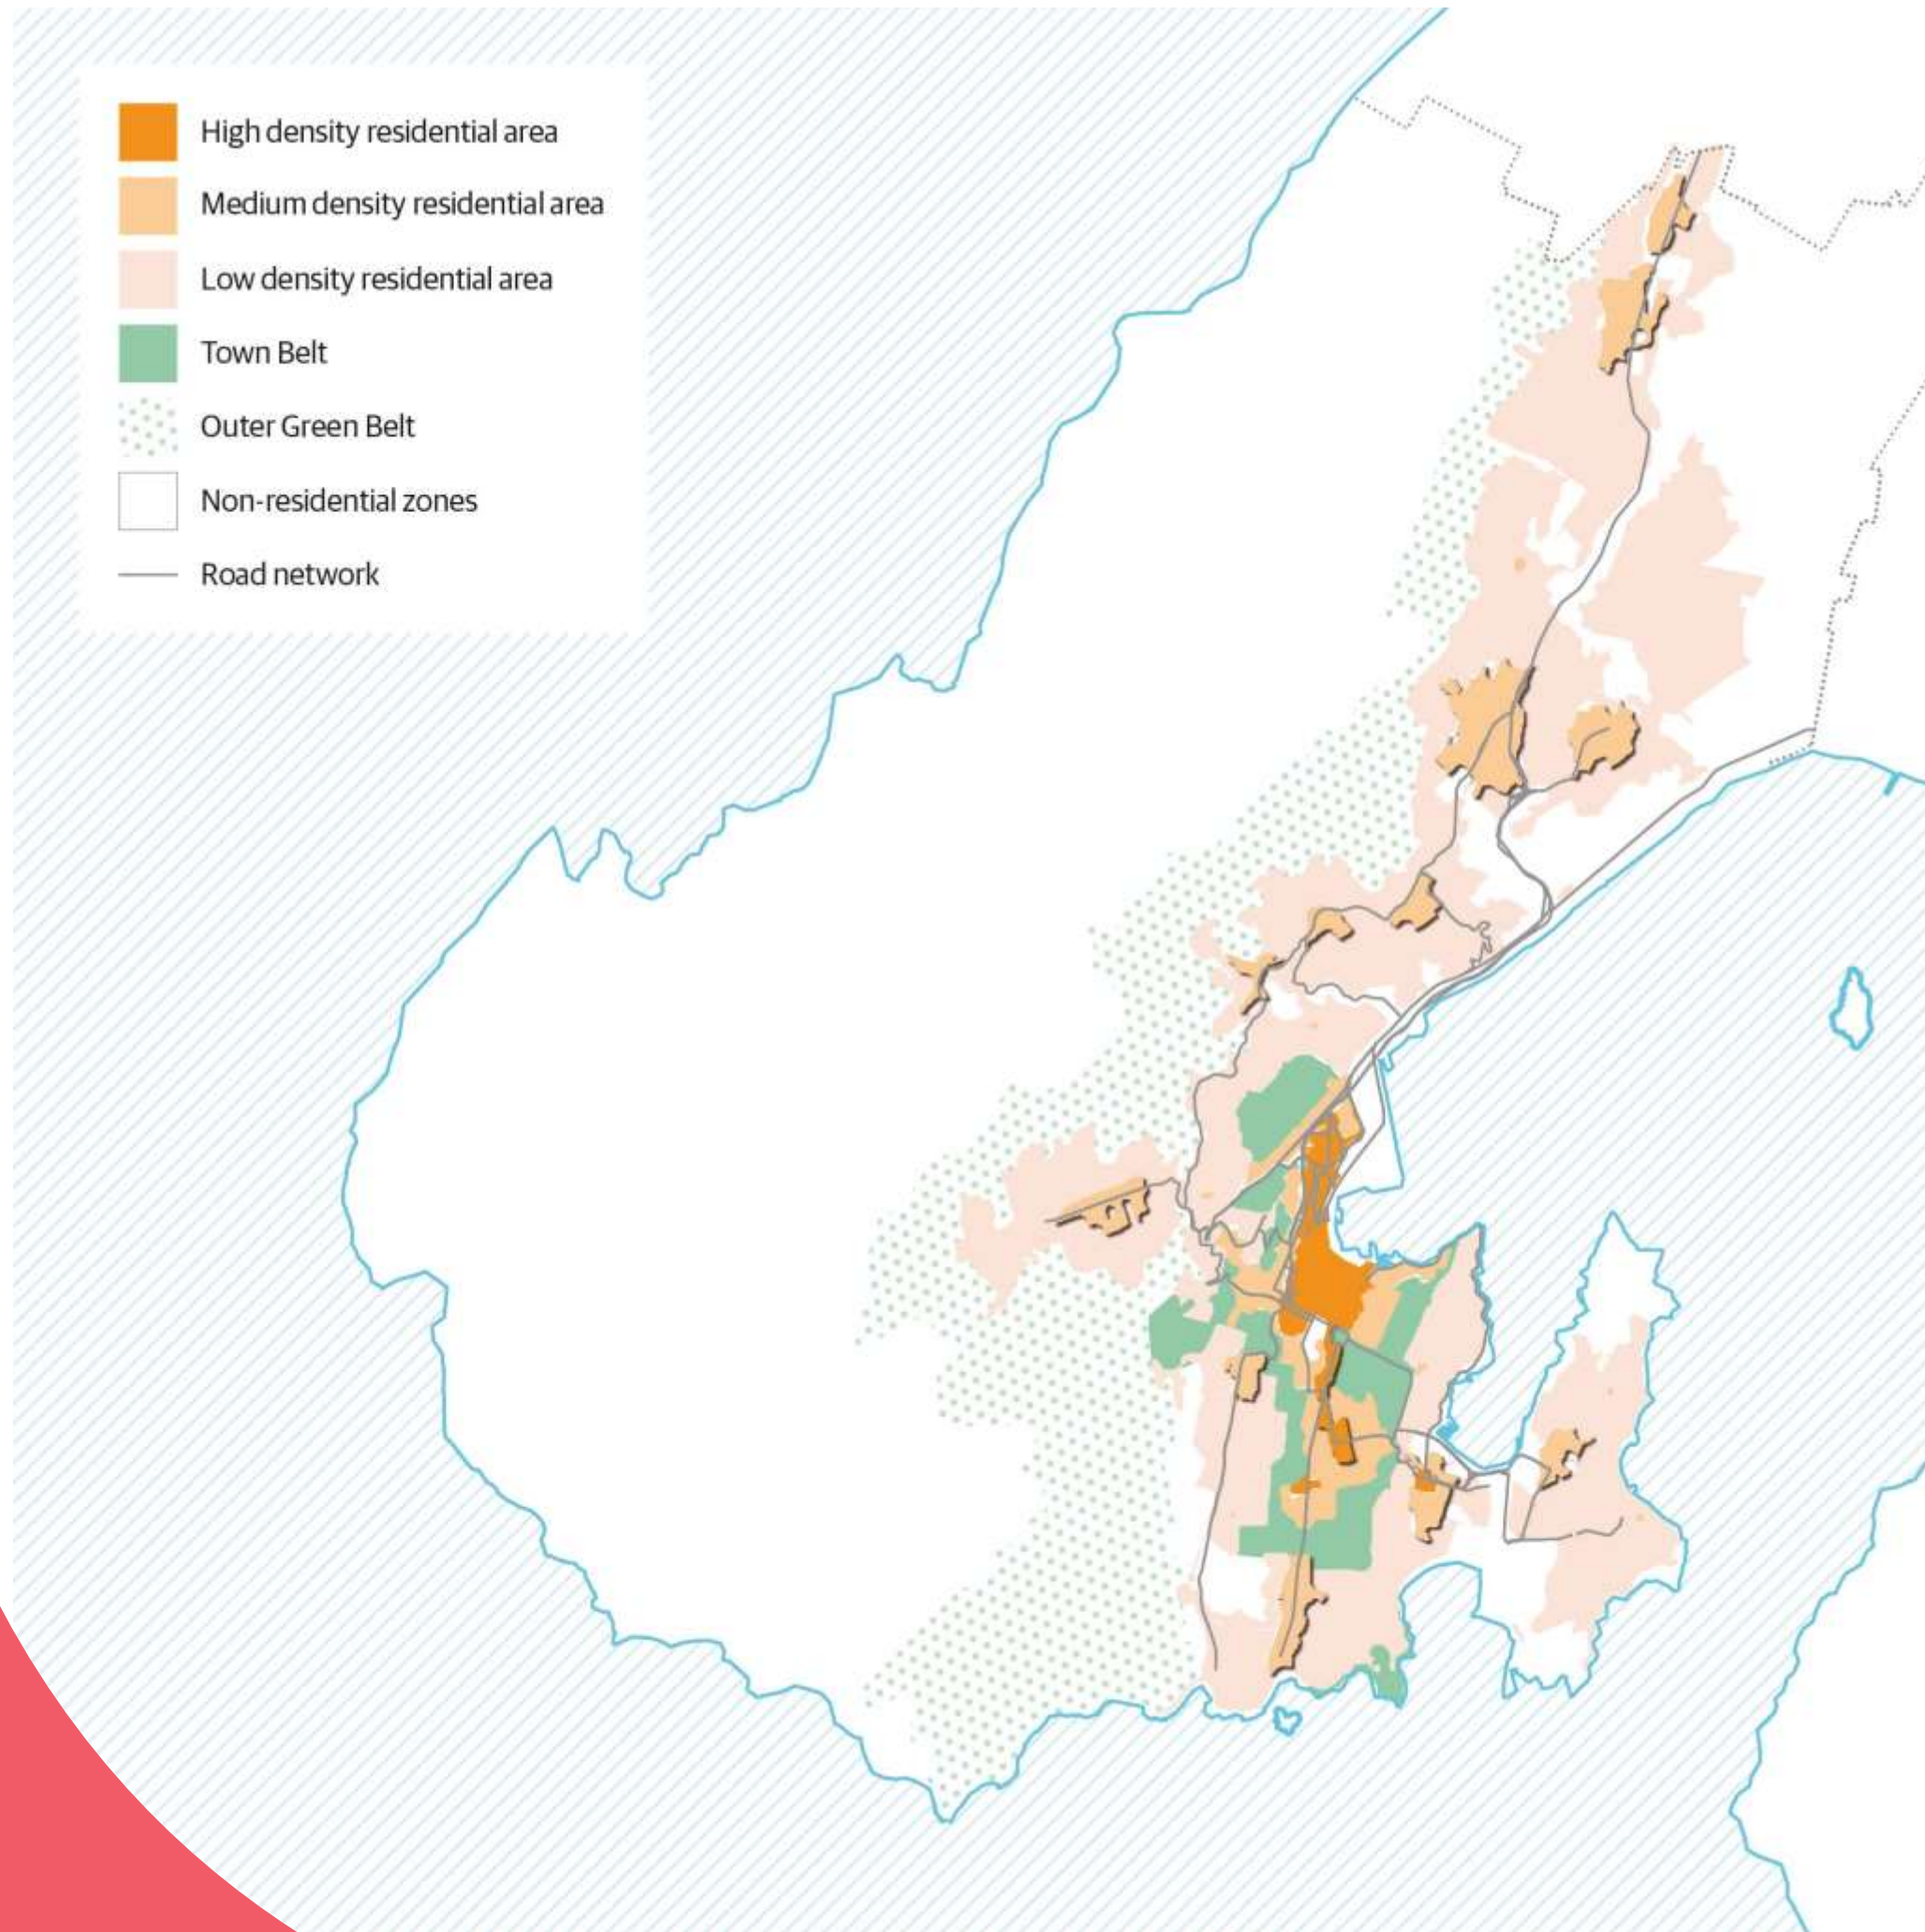 High density residential area
Medium density residential area
Low density residential area
Town Belt
Outer Green Belt
Non-residential zones
Road network